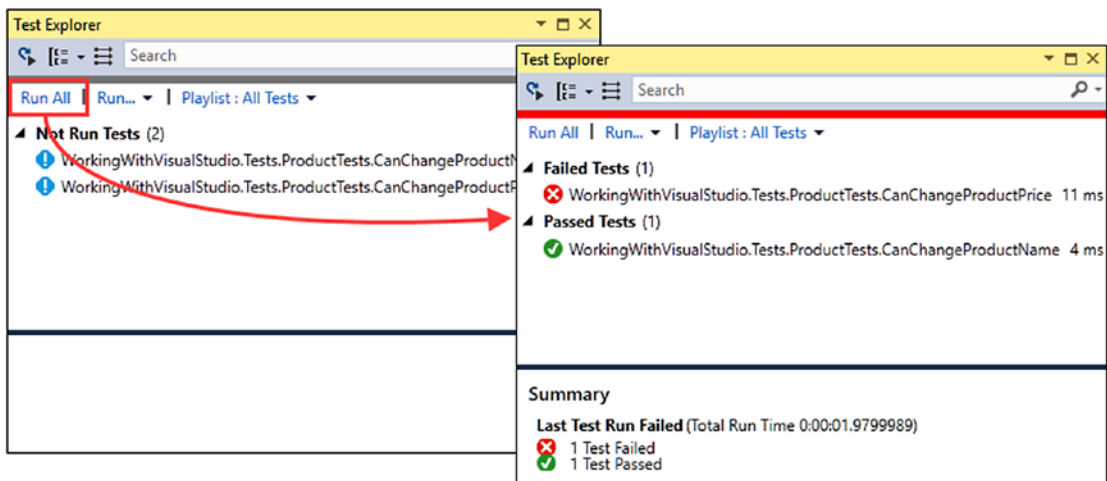 Test Explorer
Search
Run All | Run... | Playlist : All Tests
Not Run Tests (2)
WorkingWithVisualStudio.Tests.ProductTests.CanChangeProductN
WorkingWithVisualStudio.Tests.ProductTests.CanChangeProductP
Test Explorer
Search
Run All | Run... | Playlist : All Tests
Failed Tests (1)
WorkingWithVisualStudio.Tests.ProductTests.CanChangeProductPrice 11 ms
Passed Tests (1)
WorkingWithVisualStudio.Tests.ProductTests.CanChangeProductName 4 ms
Summary
Last Test Run Failed (Total Run Time 0:00:01.9799989)
1 Test Failed
1 Test Passed